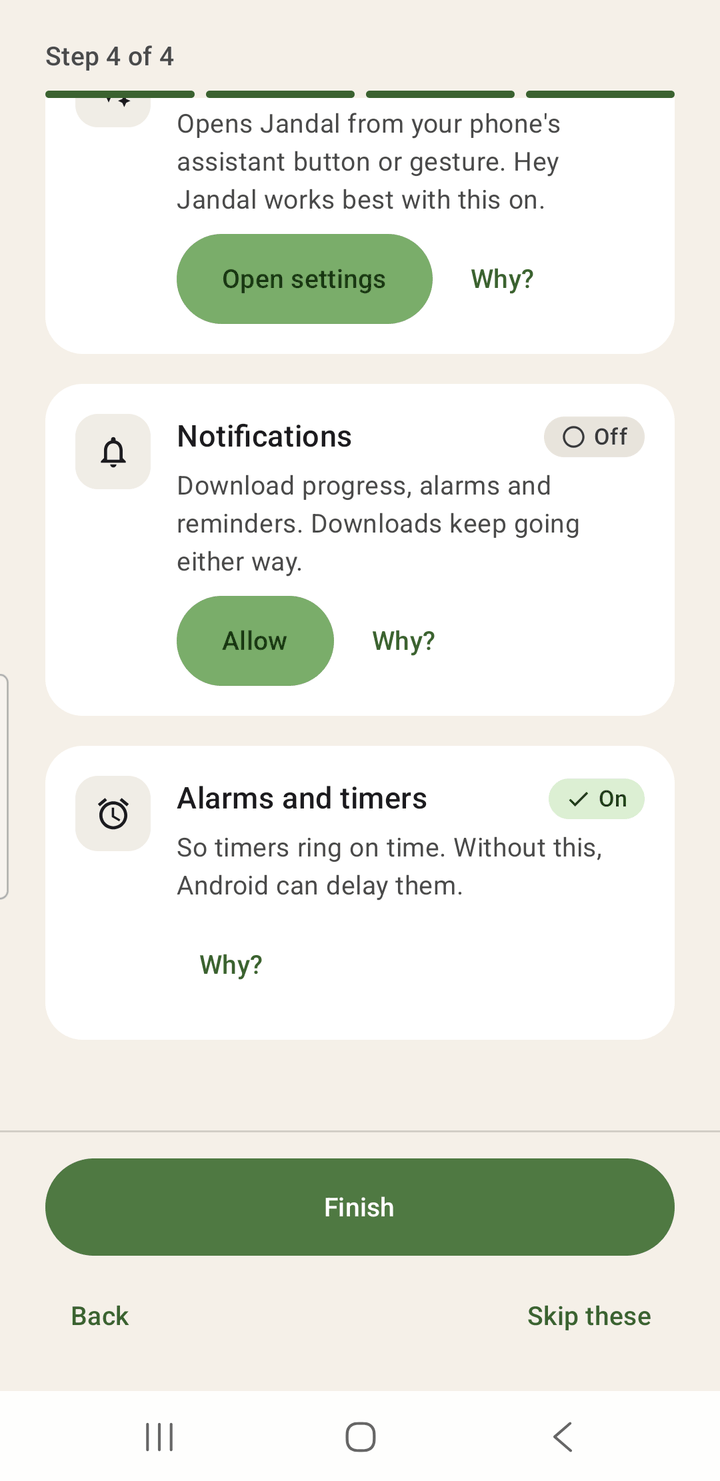 Step 4 of 4
Opens Jandal from your phone's
assistant button or gesture. Hey
Jandal works best with this on.
Open settings
Why?
Notifications
Off
Download progress, alarms and
reminders. Downloads keep going
either way.
Allow
Why?
Alarms and timers
On
So timers ring on time. Without this,
Android can delay them.
Why?
Finish
Back
Skip these